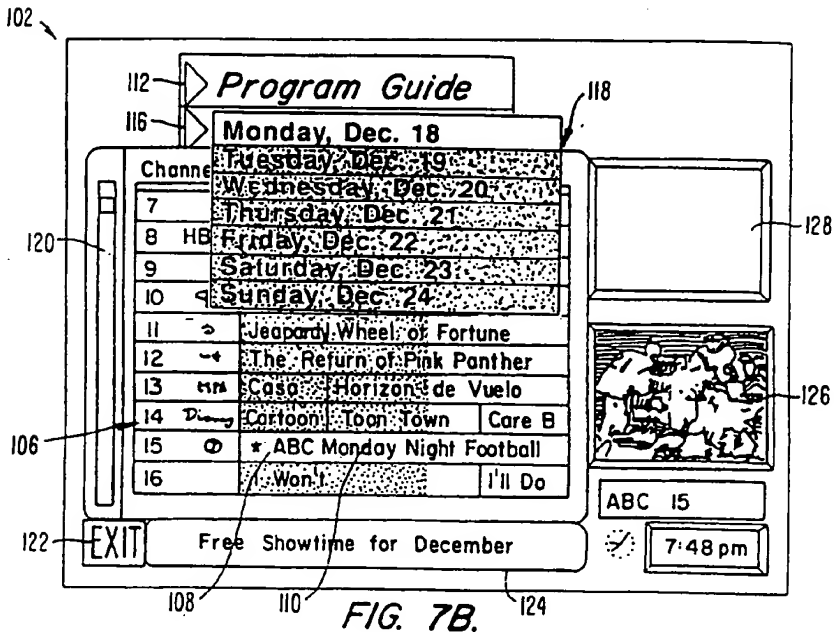 102
112
Program Guide
116
118
Monday, Dec. 18
Tuesday, Dec. 19
Wednesday, Dec. 20
Thursday, Dec. 21
Friday, Dec. 22
Saturday, Dec. 23
Sunday, Dec. 24
Channe
7
8 HB
9
10
11 Jeopardy Wheel of Fortune
12 The Return of Pink Panther
13 Casa Horizon de Vuelo
14 Disney Cartoon Toon Town Care B
15 * ABC Monday Night Football
16 I Won't I'll Do
120
106
128
126
ABC 15
7:48 pm
122
EXIT
Free Showtime for December
108
110
124
FIG. 7B.